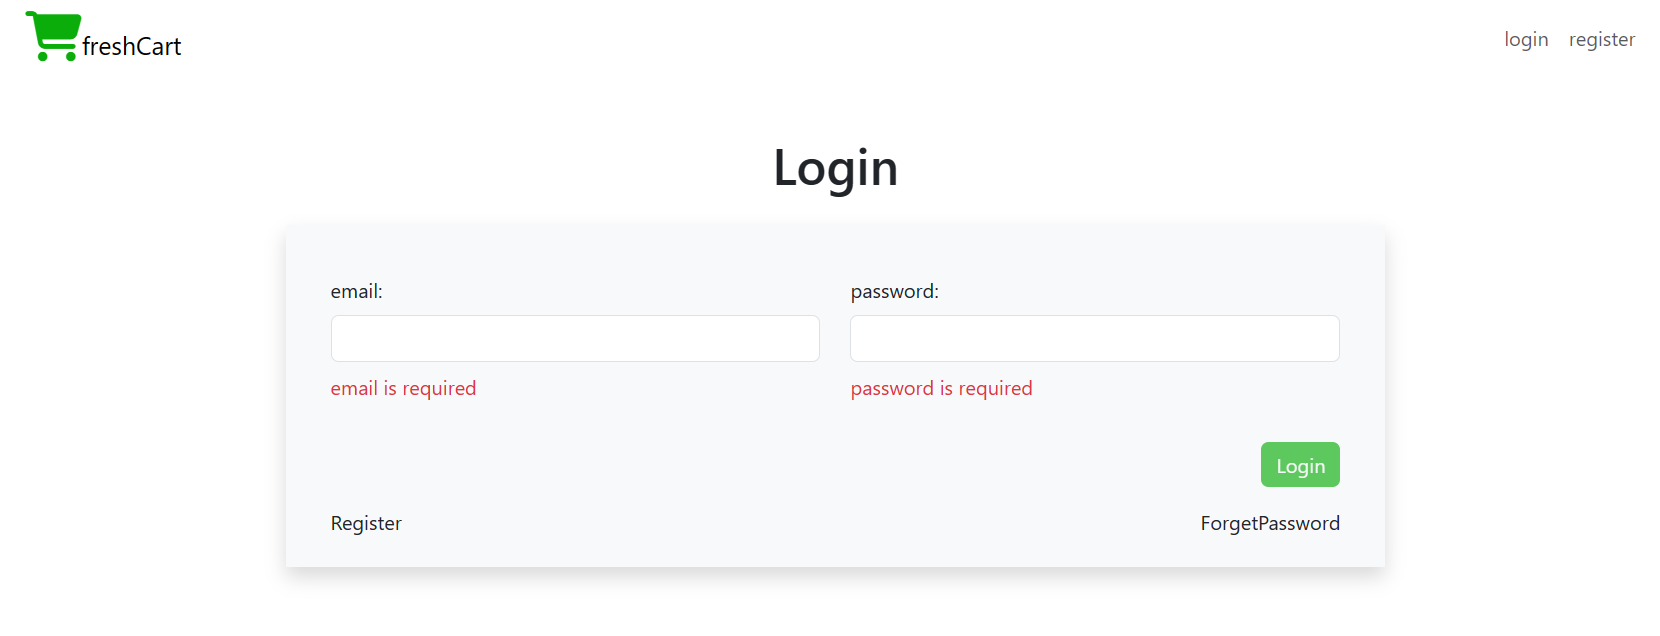 freshCart
login register
Login
email: password:
email is required password is required
Login
Register ForgetPassword